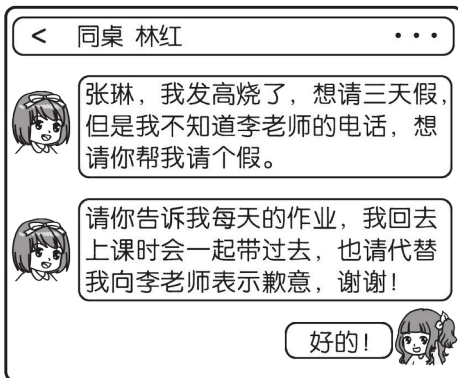 < 同桌 林红 ···
张琳，我发高烧了，想请三天假，
但是我不知道李老师的电话，想
请你帮我请个假。
请你告诉我每天的作业，我回去
上课时会一起带过去，也请代替
我向李老师表示歉意，谢谢！
好的！